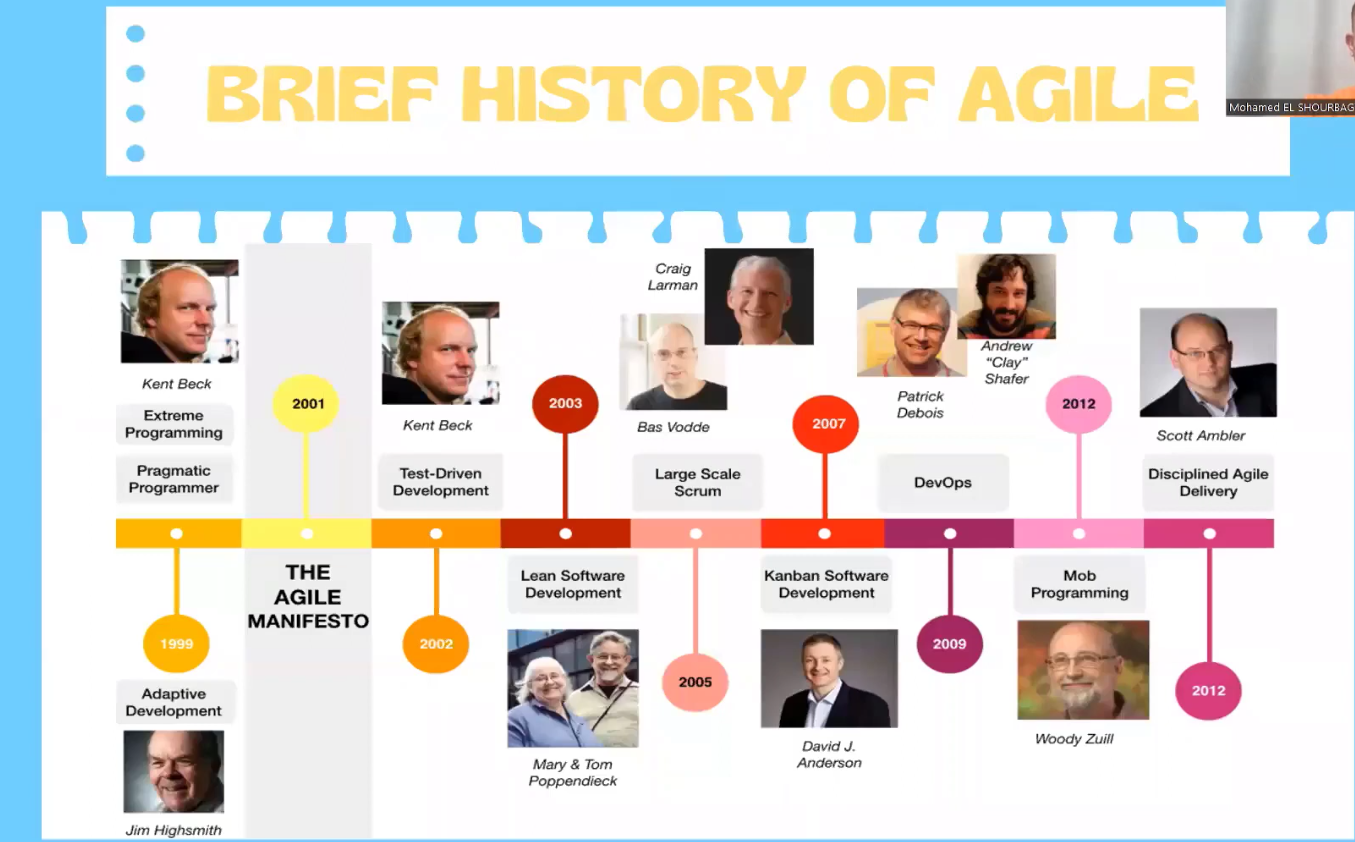 BRIEF HISTORY OF AGILE
Mohamed EL SHOURBAG
Kent Beck
Extreme
Programming
Pragmatic
Programmer
1999
Adaptive
Development
Jim Highsmith
2001
THE
AGILE
MANIFESTO
Kent Beck
Test-Driven
Development
2002
2003
Lean Software
Development
Mary & Tom
Poppendieck
Craig
Larman
Bas Vodde
Large Scale
Scrum
2005
2007
Kanban Software
Development
David J.
Anderson
Patrick
Debois
Andrew
“Clay”
Shafer
DevOps
2009
2012
Mob
Programming
Woody Zuill
Scott Ambler
Disciplined Agile
Delivery
2012